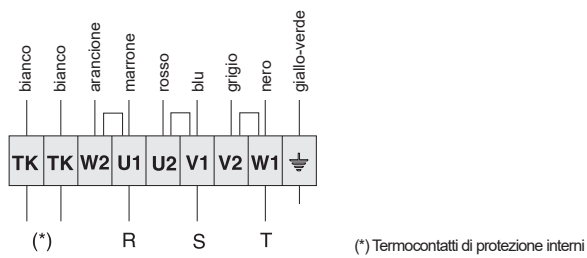 bianco bianco arancione marrone rosso blu grigio nero giallo-verde
TK TK W2 U1 U2 V1 V2 W1
(*) R S T
(*) Termocontatti di protezione interni